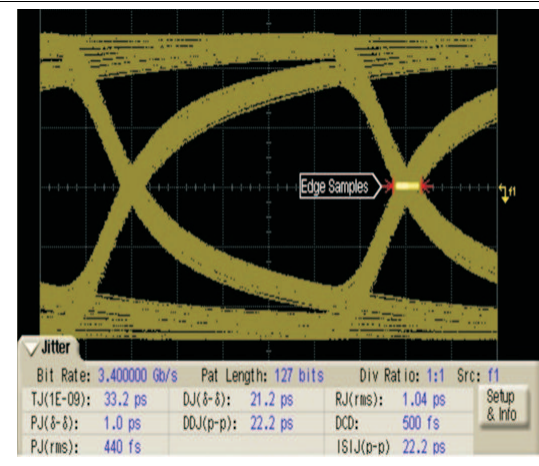 Edge Samples
f1
Jitter
Bit Rate: 3.400000 Gb/s Pat Length: 127 bits Div Ratio: 1:1 Src: f1
TJ(1E-09): 33.2 ps DJ(δ-δ): 21.2 ps RJ(rms): 1.04 ps Setup
& Info
PJ(δ-δ): 1.0 ps DDJ(p-p): 22.2 ps DCD: 500 fs
PJ(rms): 440 fs ISIJ(p-p) 22.2 ps